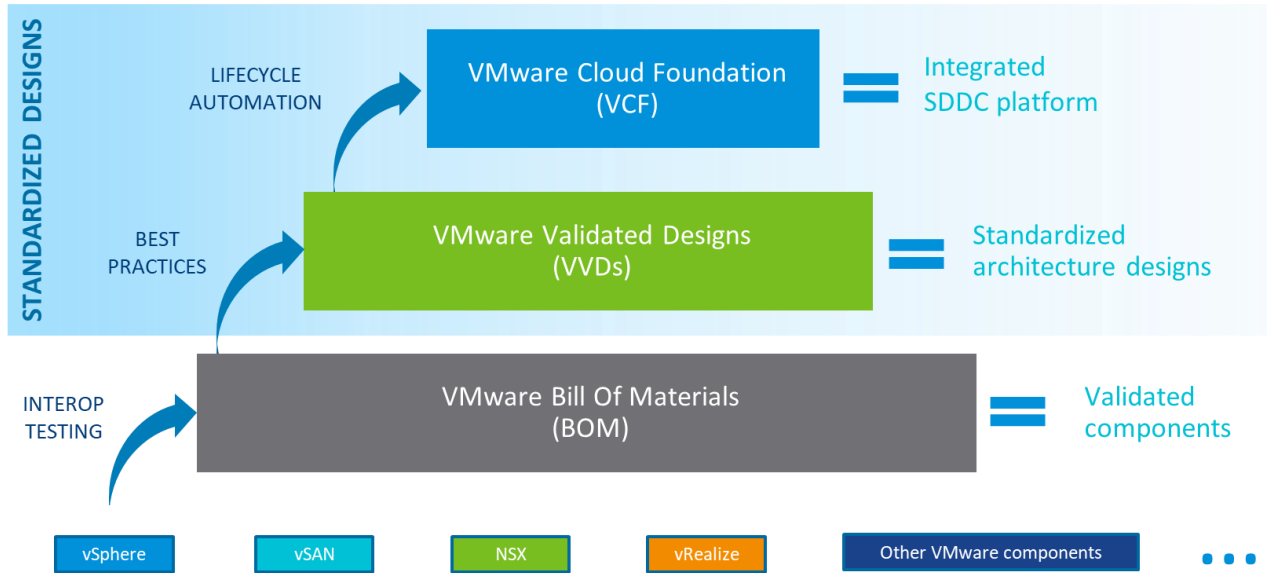 STANDARDIZED DESIGNS
LIFECYCLE
AUTOMATION
VMware Cloud Foundation
(VCF)
Integrated
SDDC platform
BEST
PRACTICES
VMware Validated Designs
(VVDs)
Standardized
architecture designs
INTEROP
TESTING
VMware Bill Of Materials
(BOM)
Validated
components
vSphere
vSAN
NSX
vRealize
Other VMware components
...